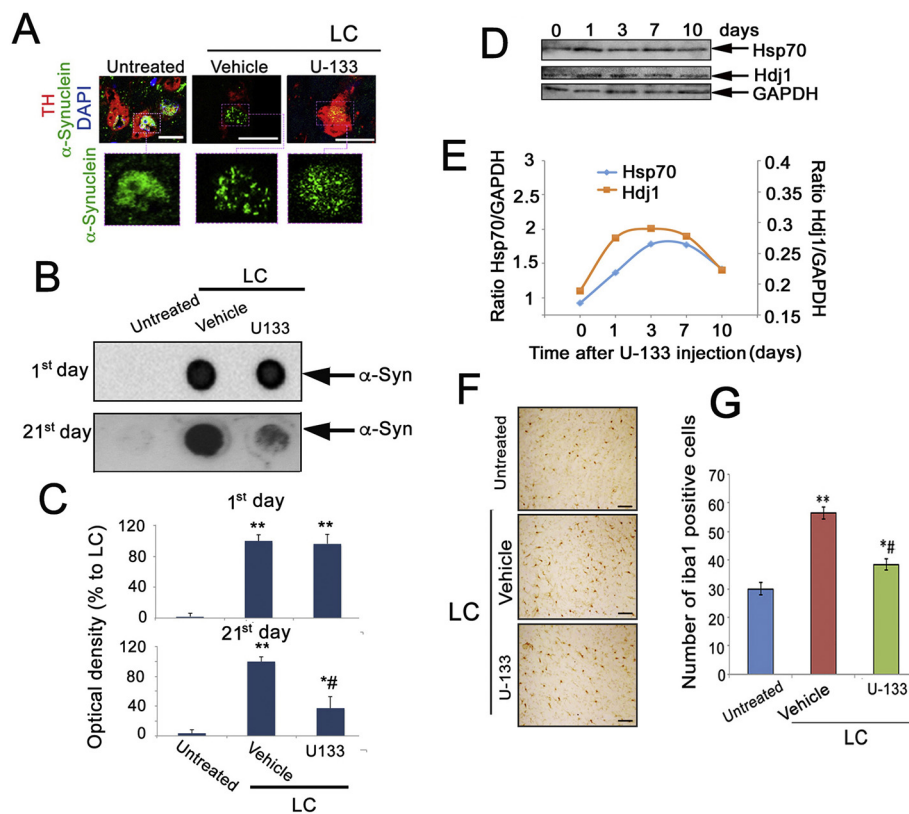 A
LC
Untreated
Vehicle
U-133
TH
α-Synuclein
DAPI
α-Synuclein
B
LC
Untreated
Vehicle
U133
1st day
α-Syn
21st day
α-Syn
C
1st day
Optical density (% to LC)
120
80
40
0
**
**
21st day
120
80
40
0
**
*#
Untreated
Vehicle
U133
LC
D
0 1 3 7 10 days
Hsp70
Hdj1
GAPDH
E
Ratio Hsp70/GAPDH
3
2.5
2
1.5
1
Hsp70
Hdj1
0.4
0.35
0.3
0.25
0.2
0.15
Ratio Hdj1/GAPDH
0 1 3 7 10
Time after U-133 injection (days)
F
Untreated
Vehicle
U-133
LC
G
Number of iba1 positive cells
70
60
50
40
30
20
10
0
**
*#
Untreated
Vehicle
U-133
LC